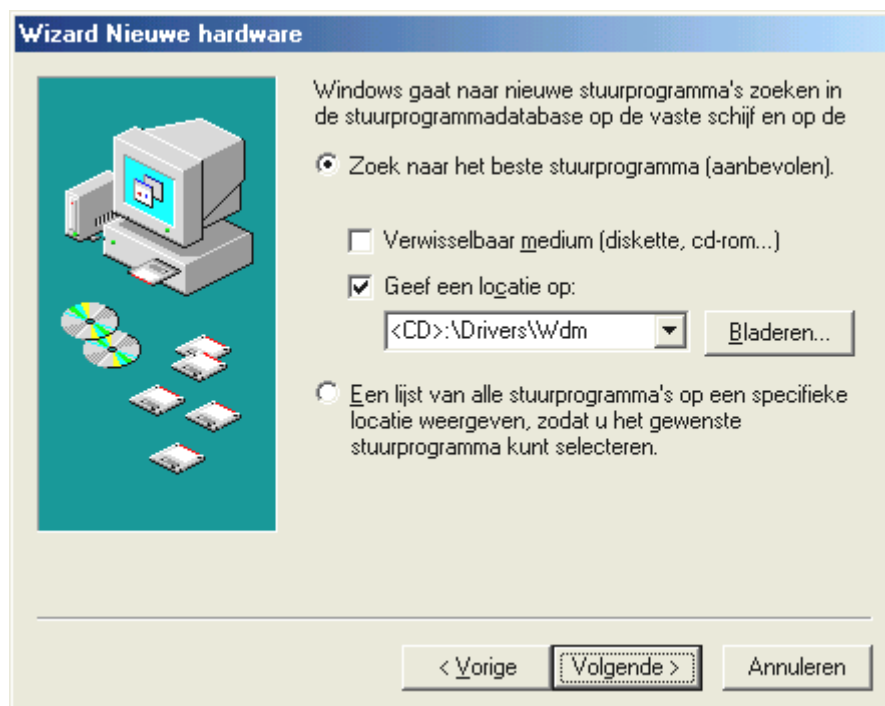 Wizard Nieuwe hardware
Windows gaat naar nieuwe stuurprogramma's zoeken in
de stuurprogrammadatabase op de vaste schijf en op de
Zoek naar het beste stuurprogramma (aanbevolen).
Verwisselbaar medium (diskette, cd-rom...)
Geef een locatie op:
<CD>:\Drivers\Wdm
Bladeren...
Een lijst van alle stuurprogramma's op een specifieke
locatie weergeven, zodat u het gewenste
stuurprogramma kunt selecteren.
< Vorige
Volgende >
Annuleren